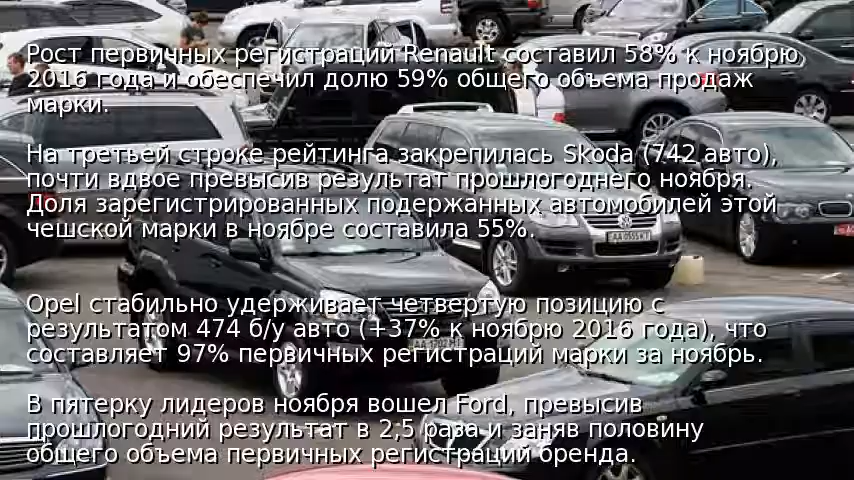 Рост первичных регистраций Renault составил 58% к ноябрю
2016 года и обеспечил долю 59% общего объема продаж
марки.
На третьей строке рейтинга закрепилась Skoda (742 авто),
почти вдвое превысив результат прошлогоднего ноября.
Доля зарегистрированных подержанных автомобилей этой
чешской марки в ноябре составила 55%.
Opel стабильно удерживает четвертую позицию с
результатом 474 б/у авто (+37% к ноябрю 2016 года), что
составляет 97% первичных регистраций марки за ноябрь.
В пятерку лидеров ноября вошел Ford, превысив
прошлогодний результат в 2,5 раза и заняв половину
общего объема первичных регистраций бренда.